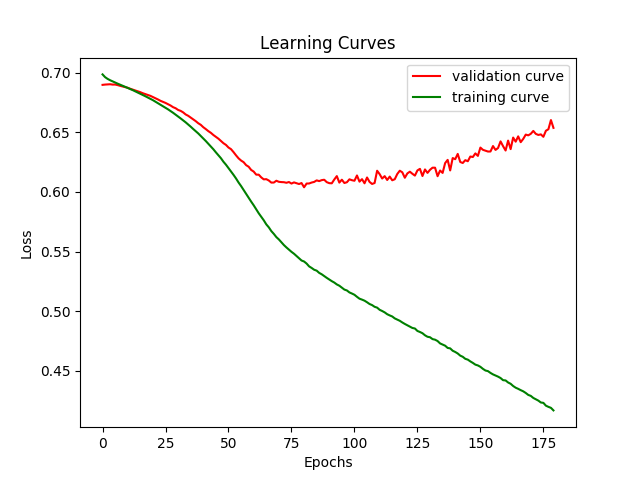 Learning Curves
validation curve
training curve
Loss
0.70
0.65
0.60
0.55
0.50
0.45
0 25 50 75 100 125 150 175
Epochs